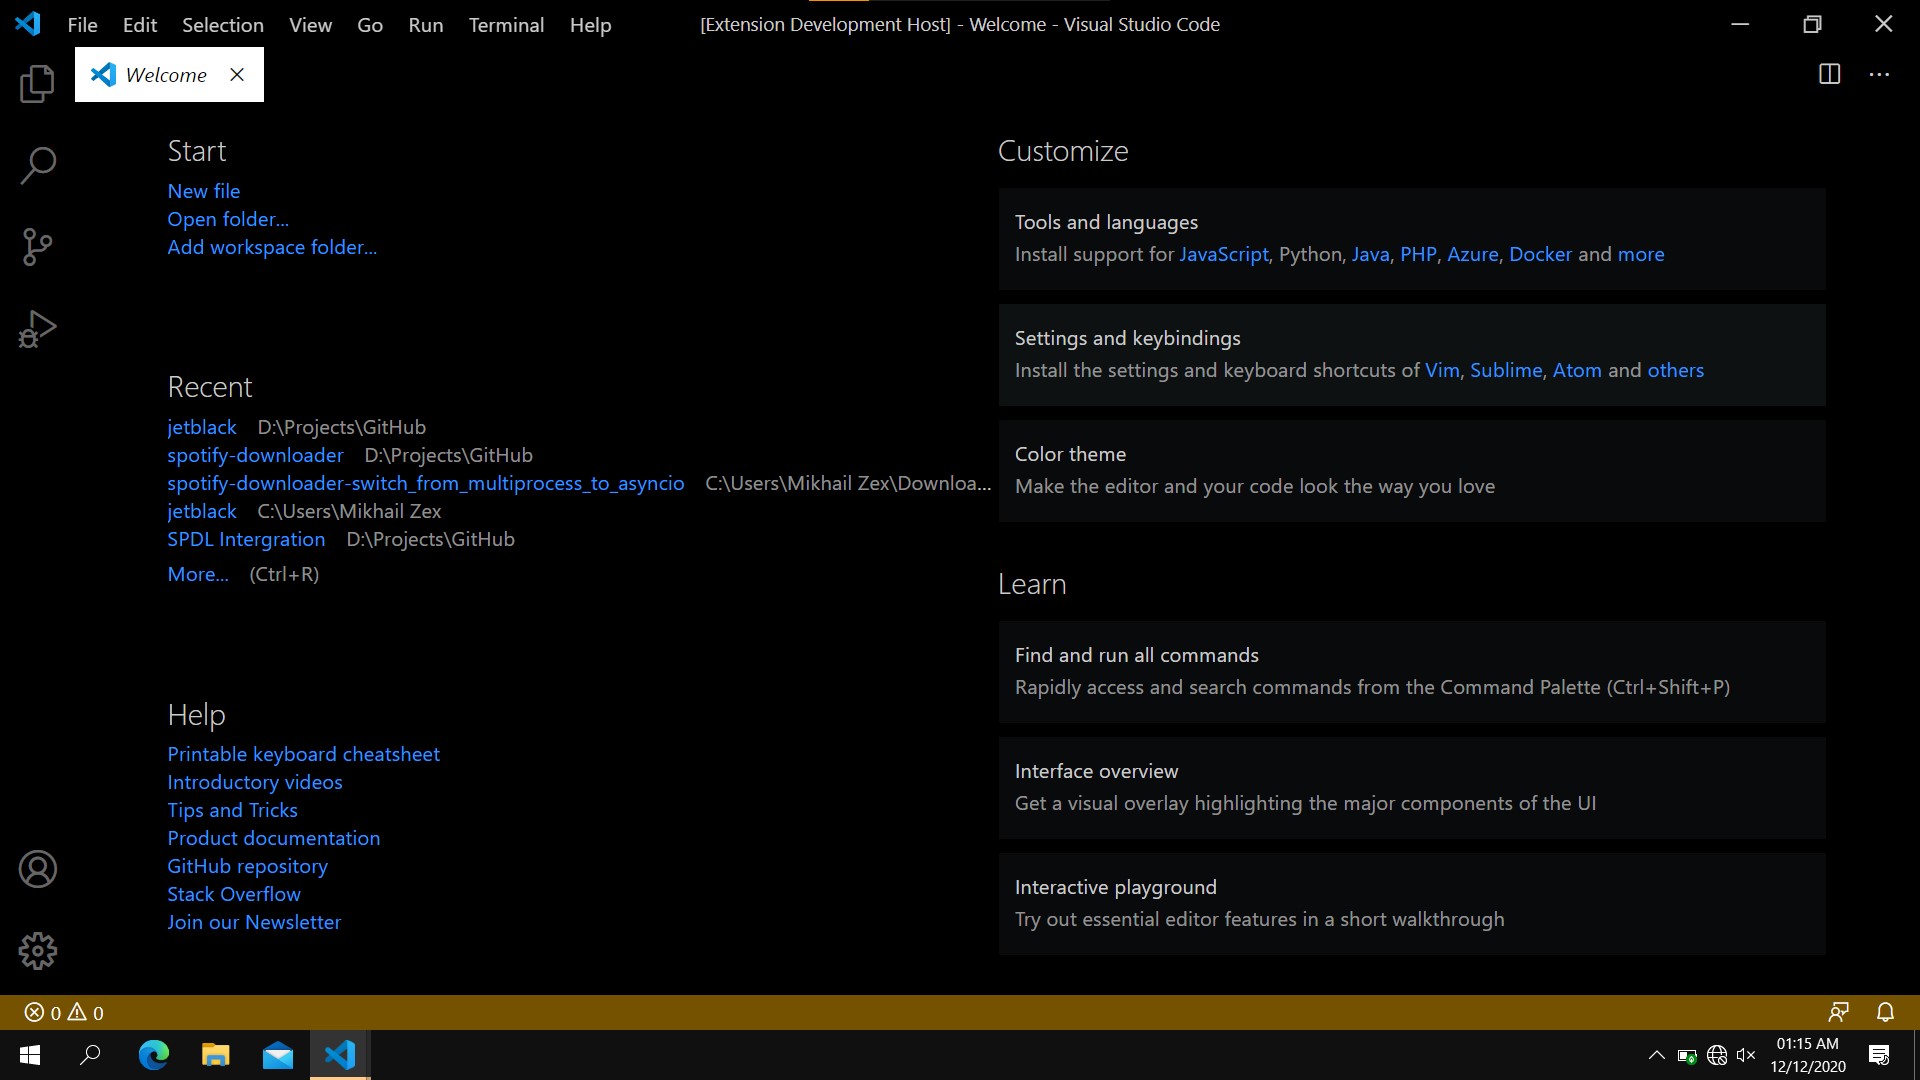 File Edit Selection View Go Run Terminal Help [Extension Development Host] - Welcome - Visual Studio Code
Welcome
Start
New file
Open folder...
Add workspace folder...
Recent
jetblack D:\Projects\GitHub
spotify-downloader D:\Projects\GitHub
spotify-downloader-switch_from_multiprocess_to_asyncio C:\Users\Mikhail Zex\Downloa...
jetblack C:\Users\Mikhail Zex
SPDL Intergration D:\Projects\GitHub
More... (Ctrl+R)
Help
Printable keyboard cheatsheet
Introductory videos
Tips and Tricks
Product documentation
GitHub repository
Stack Overflow
Join our Newsletter
Customize
Tools and languages
Install support for JavaScript, Python, Java, PHP, Azure, Docker and more
Settings and keybindings
Install the settings and keyboard shortcuts of Vim, Sublime, Atom and others
Color theme
Make the editor and your code look the way you love
Learn
Find and run all commands
Rapidly access and search commands from the Command Palette (Ctrl+Shift+P)
Interface overview
Get a visual overlay highlighting the major components of the UI
Interactive playground
Try out essential editor features in a short walkthrough
0 0
01:15 AM
12/12/2020